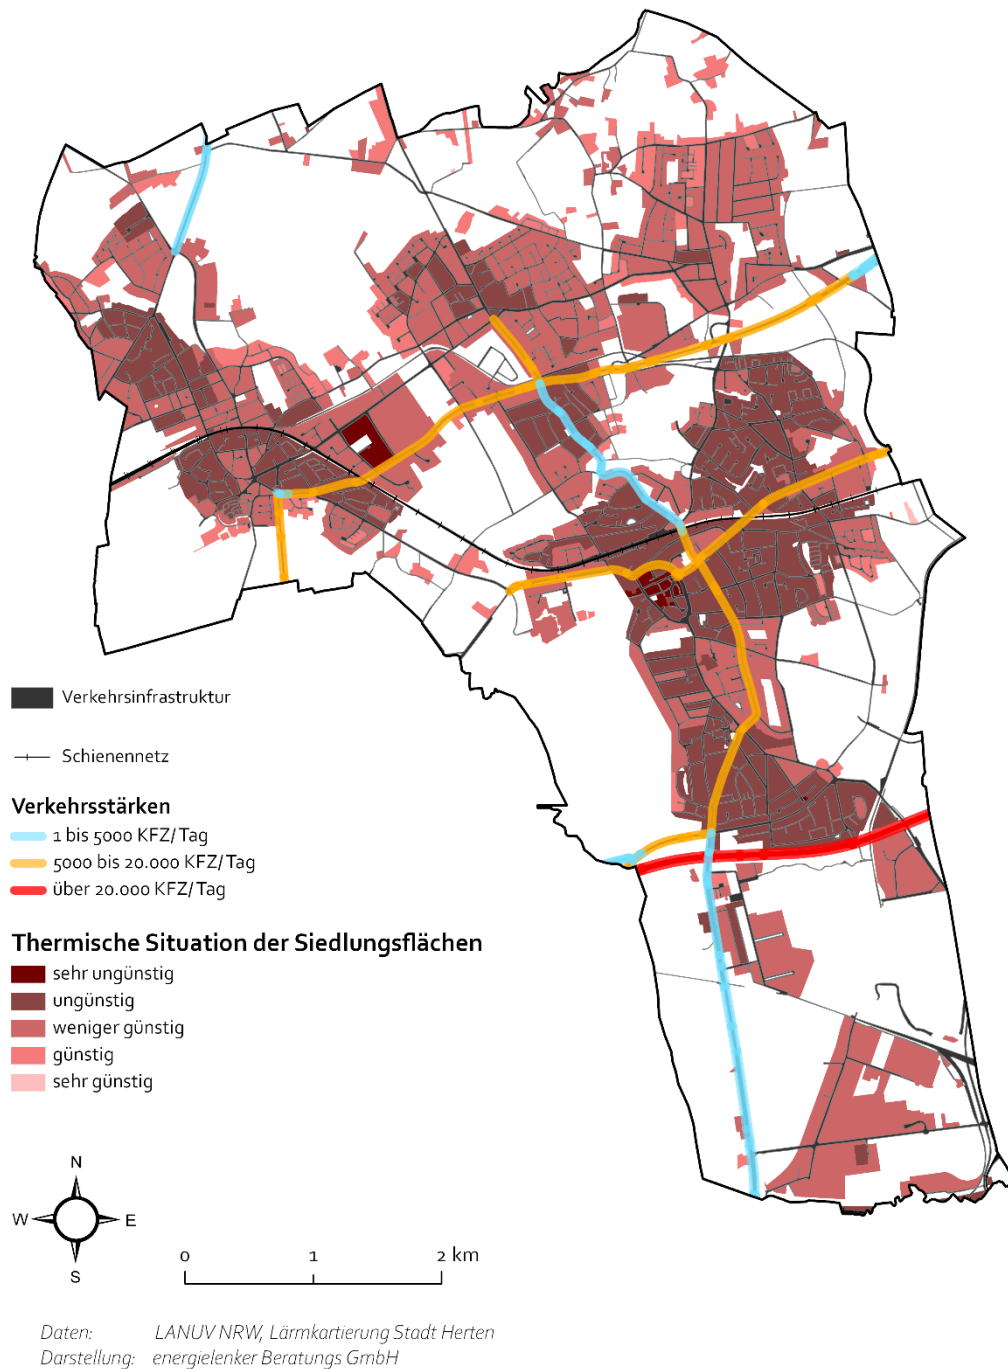 Verkehrsinfrastruktur
Schienennetz
Verkehrsstärken
1 bis 5000 KFZ/Tag
5000 bis 20.000 KFZ/Tag
über 20.000 KFZ/Tag
Thermische Situation der Siedlungsflächen
sehr ungünstig
ungünstig
weniger günstig
günstig
sehr günstig
N
W E
S
0 1 2 km
Daten: LANUV NRW, Lärmkartierung Stadt Herten
Darstellung: energielenker Beratungs GmbH